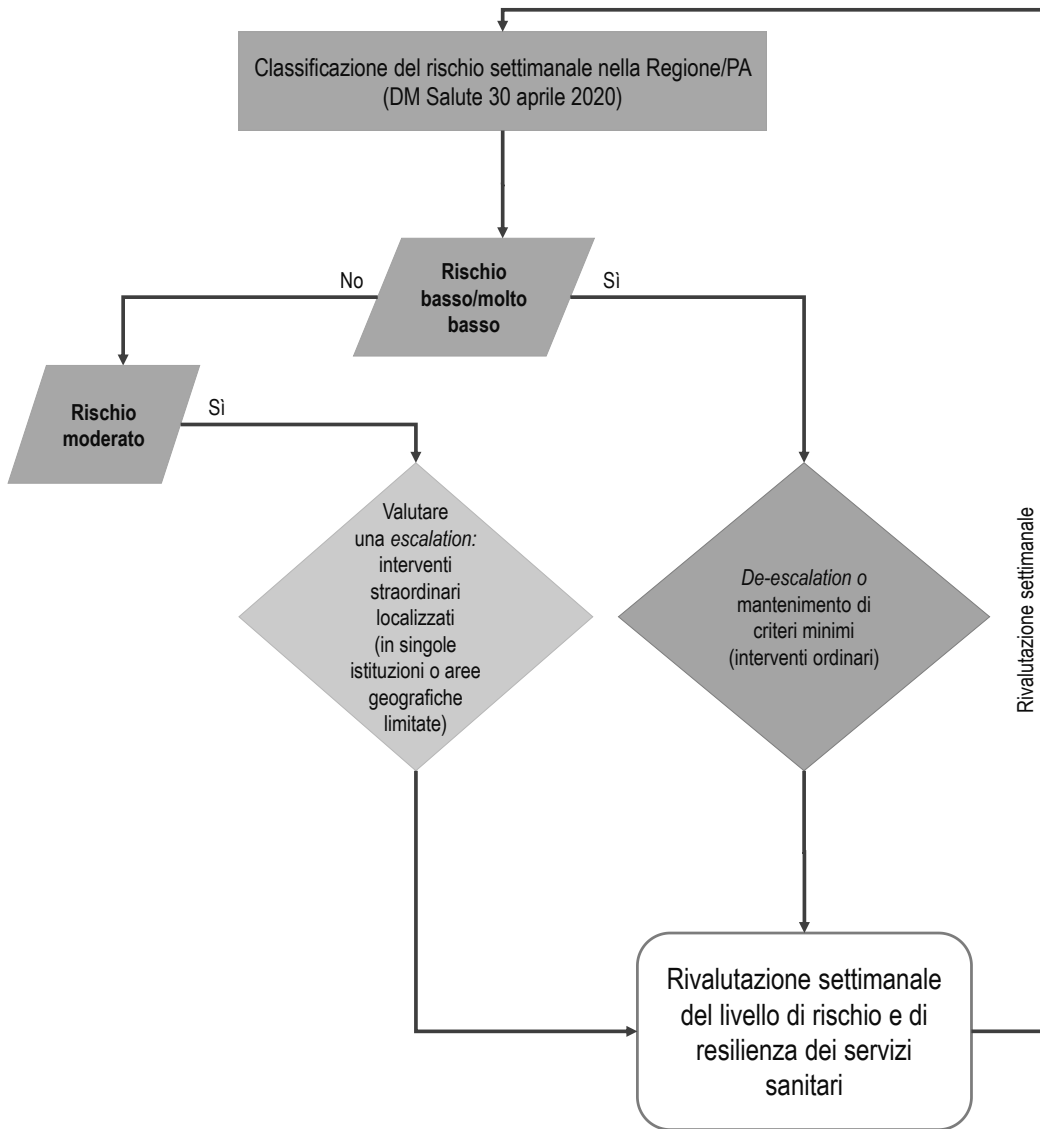 Classificazione del rischio settimanale nella Regione/PA
(DM Salute 30 aprile 2020)
Rischio
basso/molto
basso
No
Sì
Rischio
moderato
Sì
Valutare
una escalation:
interventi
straordinari
localizzati
(in singole
istituzioni o aree
geografiche
limitate)
De-escalation o
mantenimento di
criteri minimi
(interventi ordinari)
Rivalutazione settimanale
Rivalutazione settimanale
del livello di rischio e di
resilienza dei servizi
sanitari